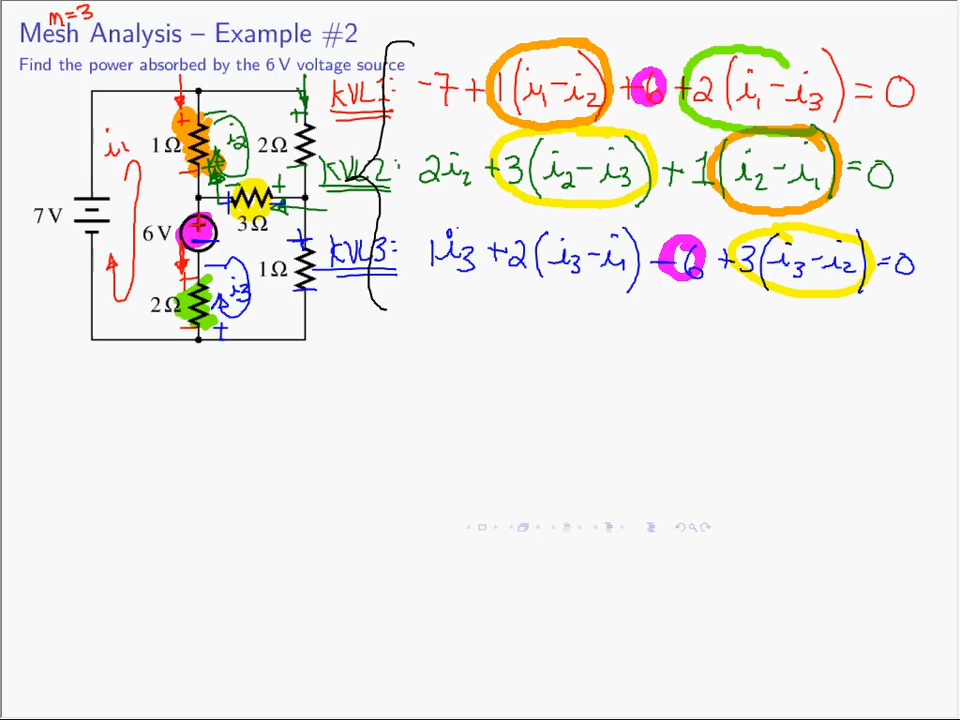 m=3
Mesh Analysis – Example #2
Find the power absorbed by the 6 V voltage source
KVL1: -7 + 1(i₁-i₂) +6 +2(i₁-i₃) = 0
KVL2: 2i₂ +3(i₂-i₃) + 1(i₂-i₁) =0
KVL3: 1i₃ +2(i₃-i₁) -6 +3(i₃-i₂) =0
i₁
1Ω
i₂
2Ω
7 V
6 V
3Ω
1Ω
i₃
2Ω